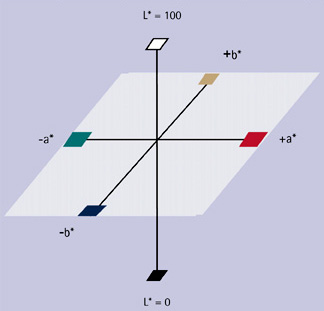 L* = 100
+b*
-a*
+a*
-b*
L* = 0